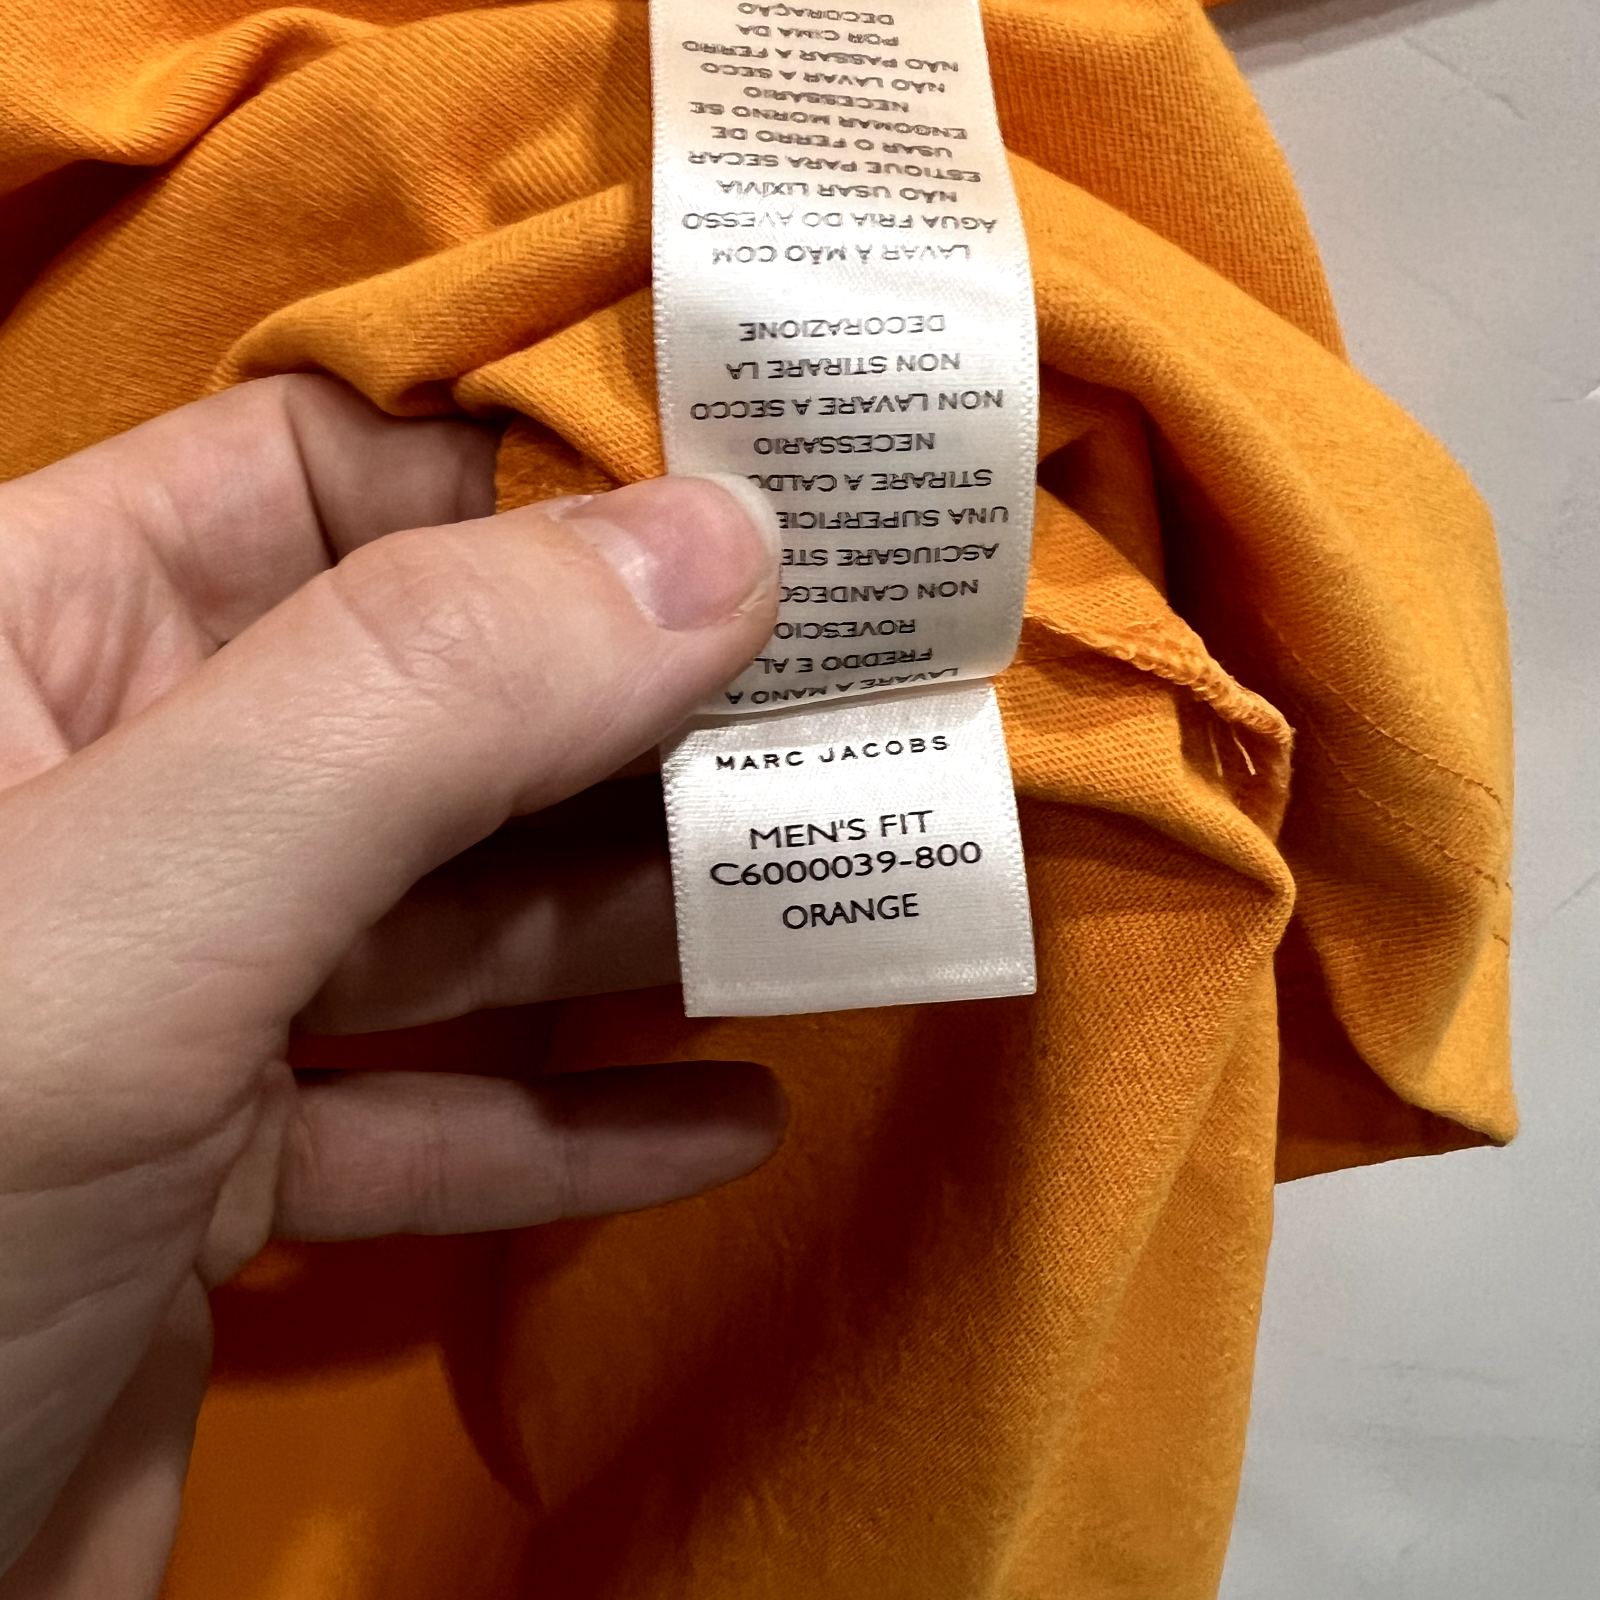 LAVARE A MANO A
FREDDO E AL
ROVESCIO
NON CANDEGG
ASCIUGARE STE
UNA SUPERFICIE
STIRARE A CALDO
NECESSARIO
NON LAVARE A SECCO
NON STIRARE LA
DECORAZIONE
LAVAR À MÃO COM
AGUA FRIA DO AVESSO
NÃO USAR LIXÍVIA
ESTIQUE PARA SECAR
USAR O FERRO DE
ENGOMAR MORNO SE
NECESSARIO
NÃO LAVAR A SECO
NÃO PASSAR A FERRO
POR CIMA DA
DECORAÇÃO
MARC JACOBS
MEN'S FIT
C6000039-800
ORANGE